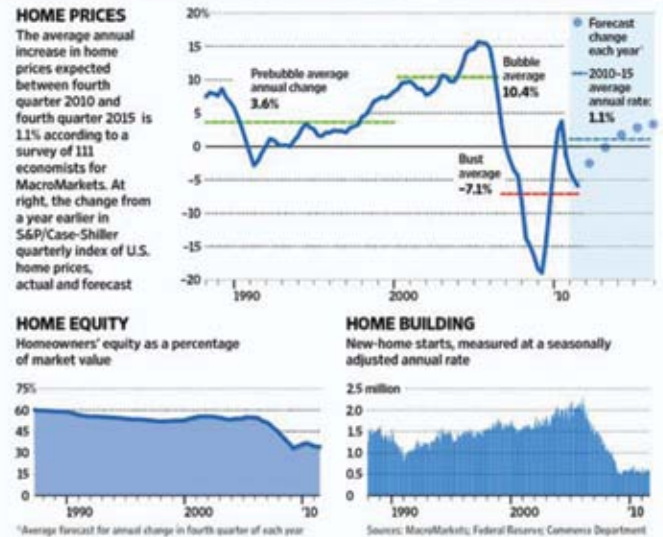 HOME PRICES
The average annual
increase in home
prices expected
between fourth
quarter 2010 and
fourth quarter 2015 is
1.1% according to a
survey of 111
economists for
MacroMarkets. At
right, the change from
a year earlier in
S&P/Case-Shiller
quarterly index of U.S.
home prices,
actual and forecast
20%
15
10
5
0
-5
-10
-15
-20
Prebubble average
annual change
3.6%
Bubble
average
10.4%
Bust
average
-7.1%
Forecast
change
each year*
2010-15
average
annual rate:
1.1%
1990
2000
'10
HOME EQUITY
Homeowners' equity as a percentage
of market value
75%
60
45
30
15
0
1990
2000
'10
HOME BUILDING
New-home starts, measured at a seasonally
adjusted annual rate
2.5 million
2.0
1.5
1.0
0.5
0
1990
2000
'10
*Average forecast for annual change in fourth quarter of each year
Sources: MacroMarkets; Federal Reserve; Commerce Department